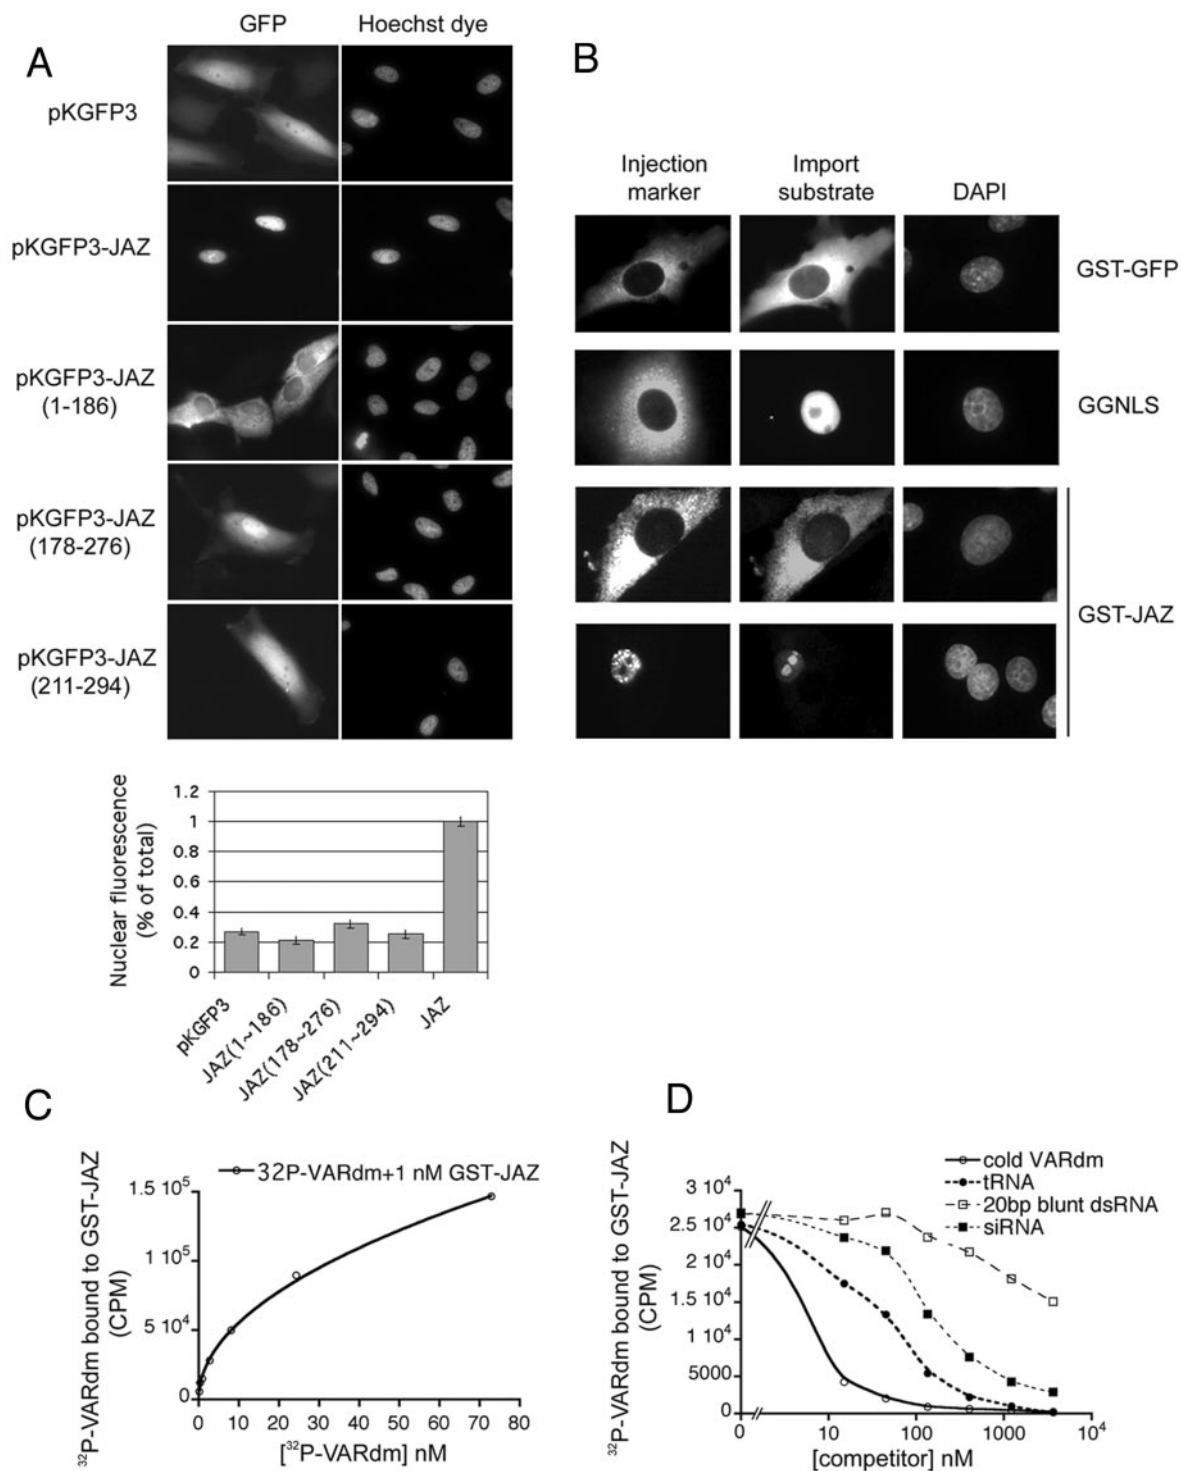 A
GFP
Hoechst dye
pKGFP3
pKGFP3-JAZ
pKGFP3-JAZ
(1-186)
pKGFP3-JAZ
(178-276)
pKGFP3-JAZ
(211-294)
Nuclear fluorescence
(% of total)
1.2
1
0.8
0.6
0.4
0.2
0
pKGFP3
JAZ(1~186)
JAZ(178~276)
JAZ(211~294)
JAZ
B
Injection
marker
Import
substrate
DAPI
GST-GFP
GGNLS
GST-JAZ
C
32P-VARdm bound to GST-JAZ
(CPM)
32P-VARdm+1 nM GST-JAZ
1.5 10⁵
1 10⁵
5 10⁴
0
0 10 20 30 40 50 60 70 80
[³²P-VARdm] nM
D
³²P-VARdm bound to GST-JAZ
(CPM)
cold VARdm
tRNA
20bp blunt dsRNA
siRNA
3 10⁴
2.5 10⁴
2 10⁴
1.5 10⁴
1 10⁴
5000
0
0 10 100 1000 10⁴
[competitor] nM